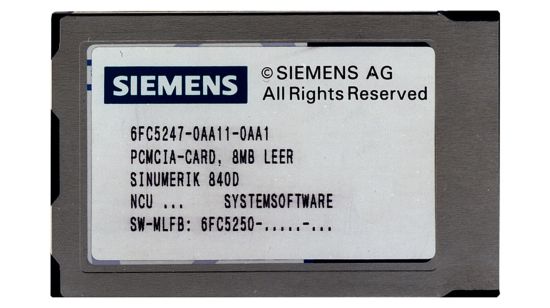 SIEMENS
©SIEMENS AG
All Rights Reserved
6FC5247-0AA11-0AA1
PCMCIA-CARD, 8MB LEER
SINUMERIK 840D
NCU ... SYSTEMSOFTWARE
SW-MLFB: 6FC5250-.....-...